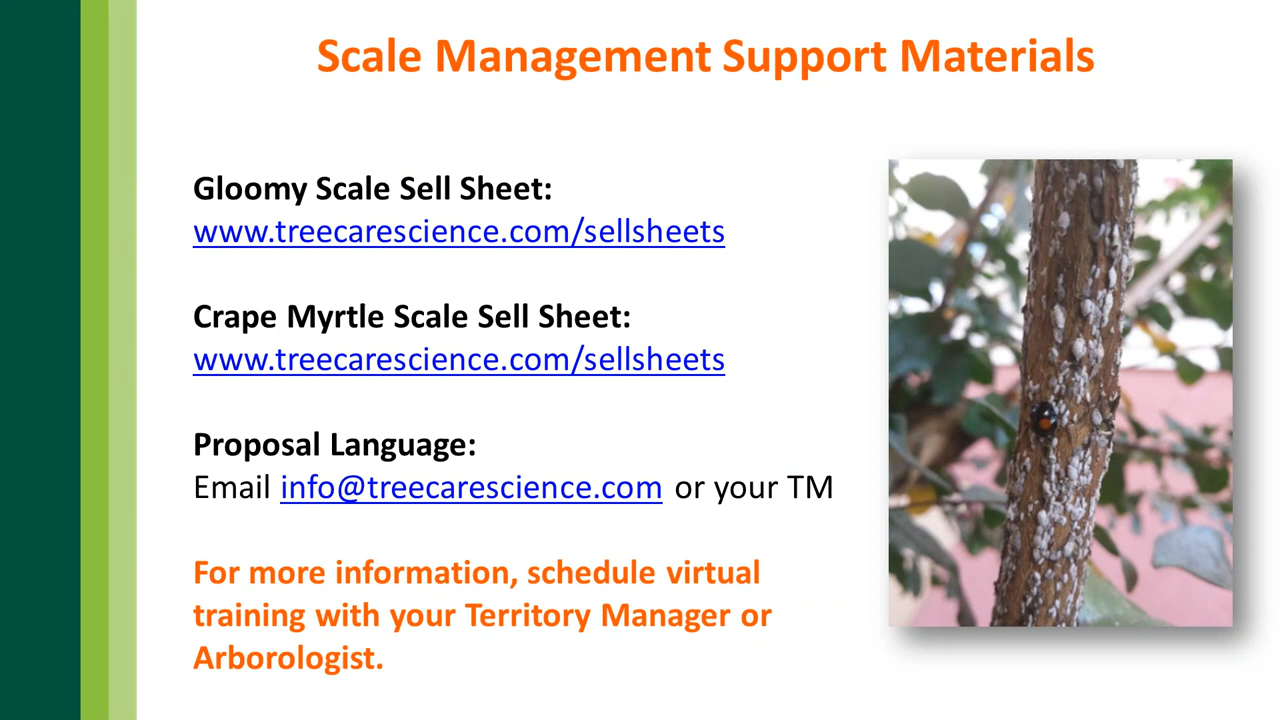 Scale Management Support Materials
Gloomy Scale Sell Sheet:
www.treecarescience.com/sellsheets
Crape Myrtle Scale Sell Sheet:
www.treecarescience.com/sellsheets
Proposal Language:
Email info@treecarescience.com or your TM
For more information, schedule virtual
training with your Territory Manager or
Arborologist.